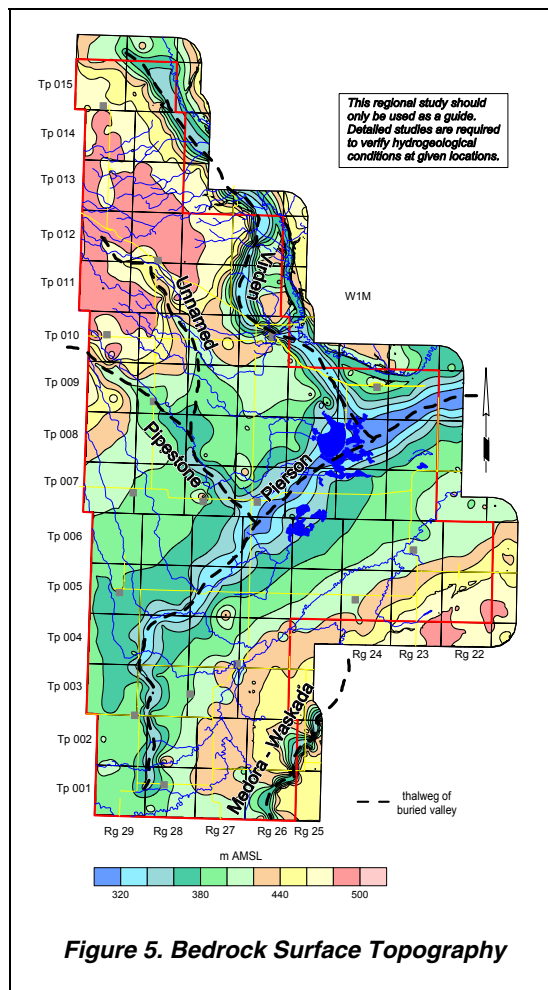 Tp 015
This regional study should
only be used as a guide.
Detailed studies are required
to verify hydrogeological
conditions at given locations.
Tp 014
Tp 013
Tp 012
Virden
Tp 011
Unnamed
W1M
Tp 010
Tp 009
Tp 008
Pipestone
Pierson
Tp 007
Tp 006
Tp 005
Tp 004
Rg 24
Rg 23
Rg 22
Tp 003
Medora - Waskada
Tp 002
Tp 001
thalweg of
buried valley
Rg 29
Rg 28
Rg 27
Rg 26
Rg 25
m AMSL
320
380
440
500
Figure 5. Bedrock Surface Topography